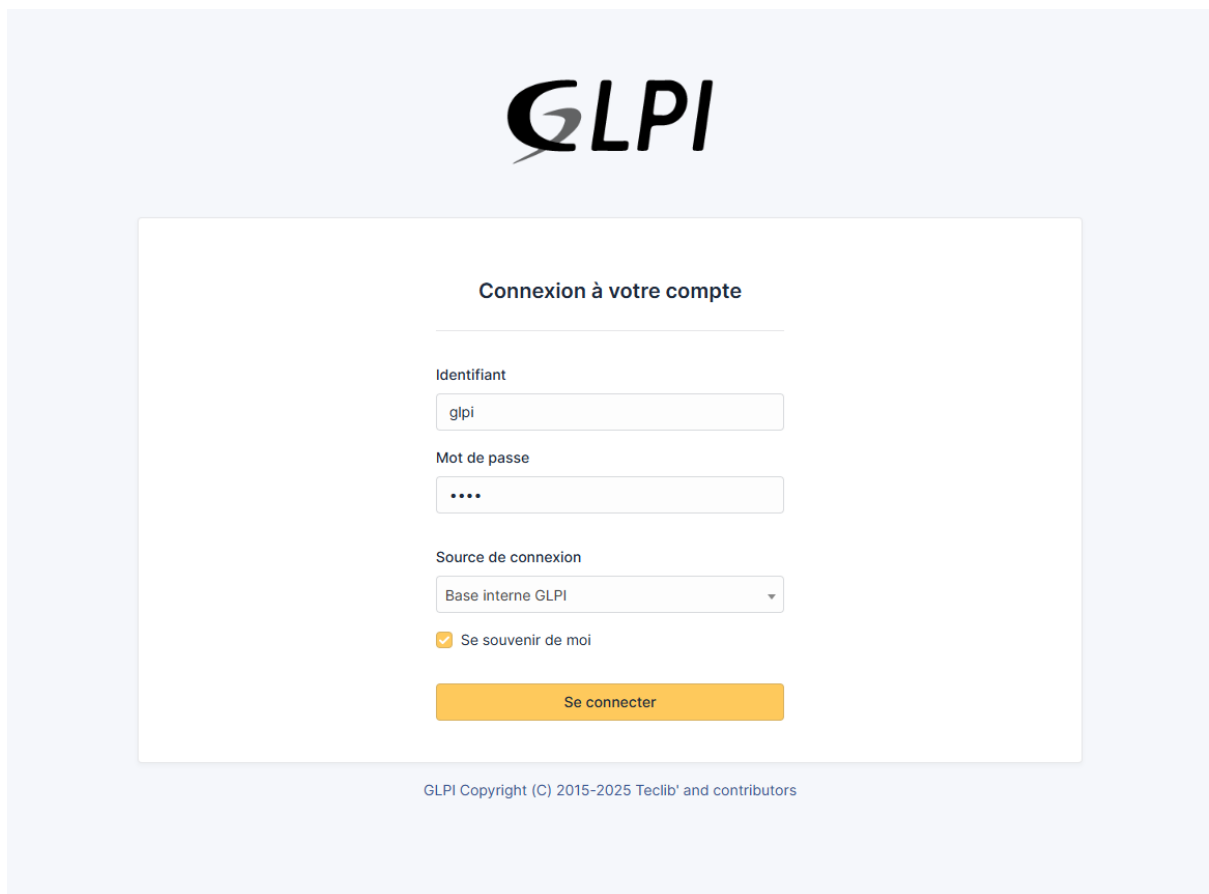 GLPI
Connexion à votre compte
Identifiant
glpi
Mot de passe
••••
Source de connexion
Base interne GLPI
Se souvenir de moi
Se connecter
GLPI Copyright (C) 2015-2025 Teclib' and contributors